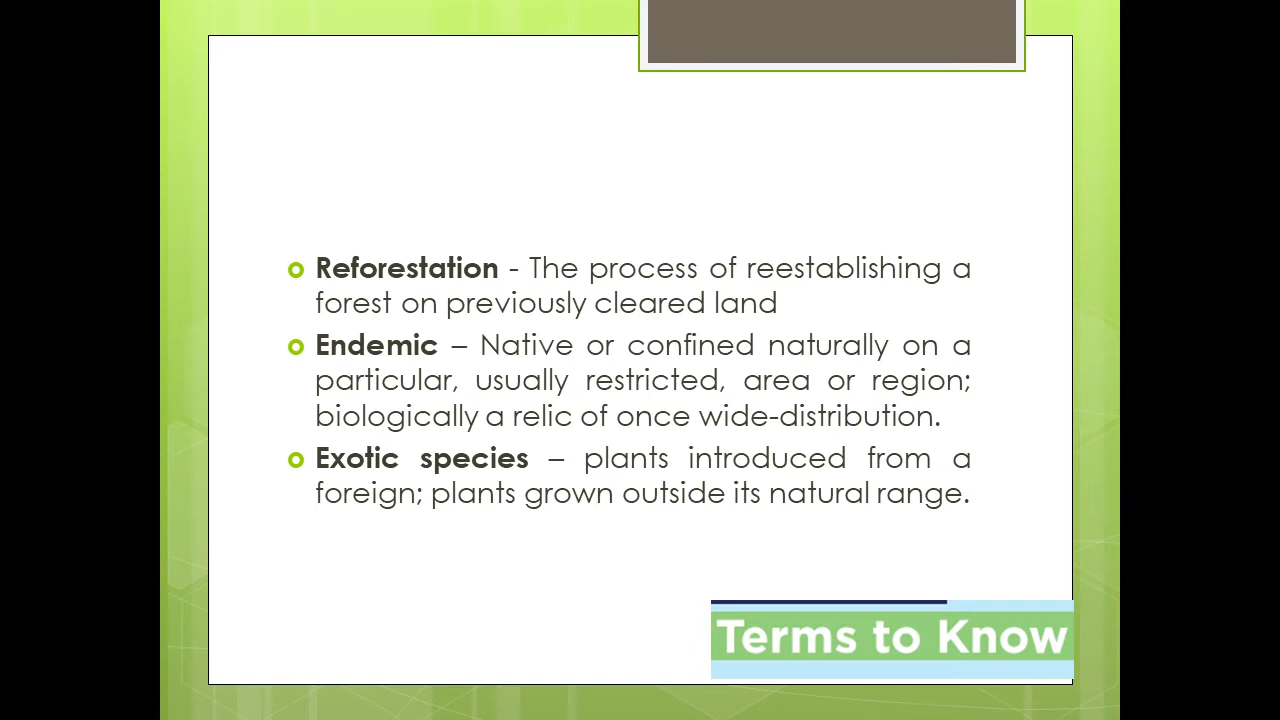 Reforestation - The process of reestablishing a
forest on previously cleared land
Endemic – Native or confined naturally on a
particular, usually restricted, area or region;
biologically a relic of once wide-distribution.
Exotic species – plants introduced from a
foreign; plants grown outside its natural range.
Terms to Know